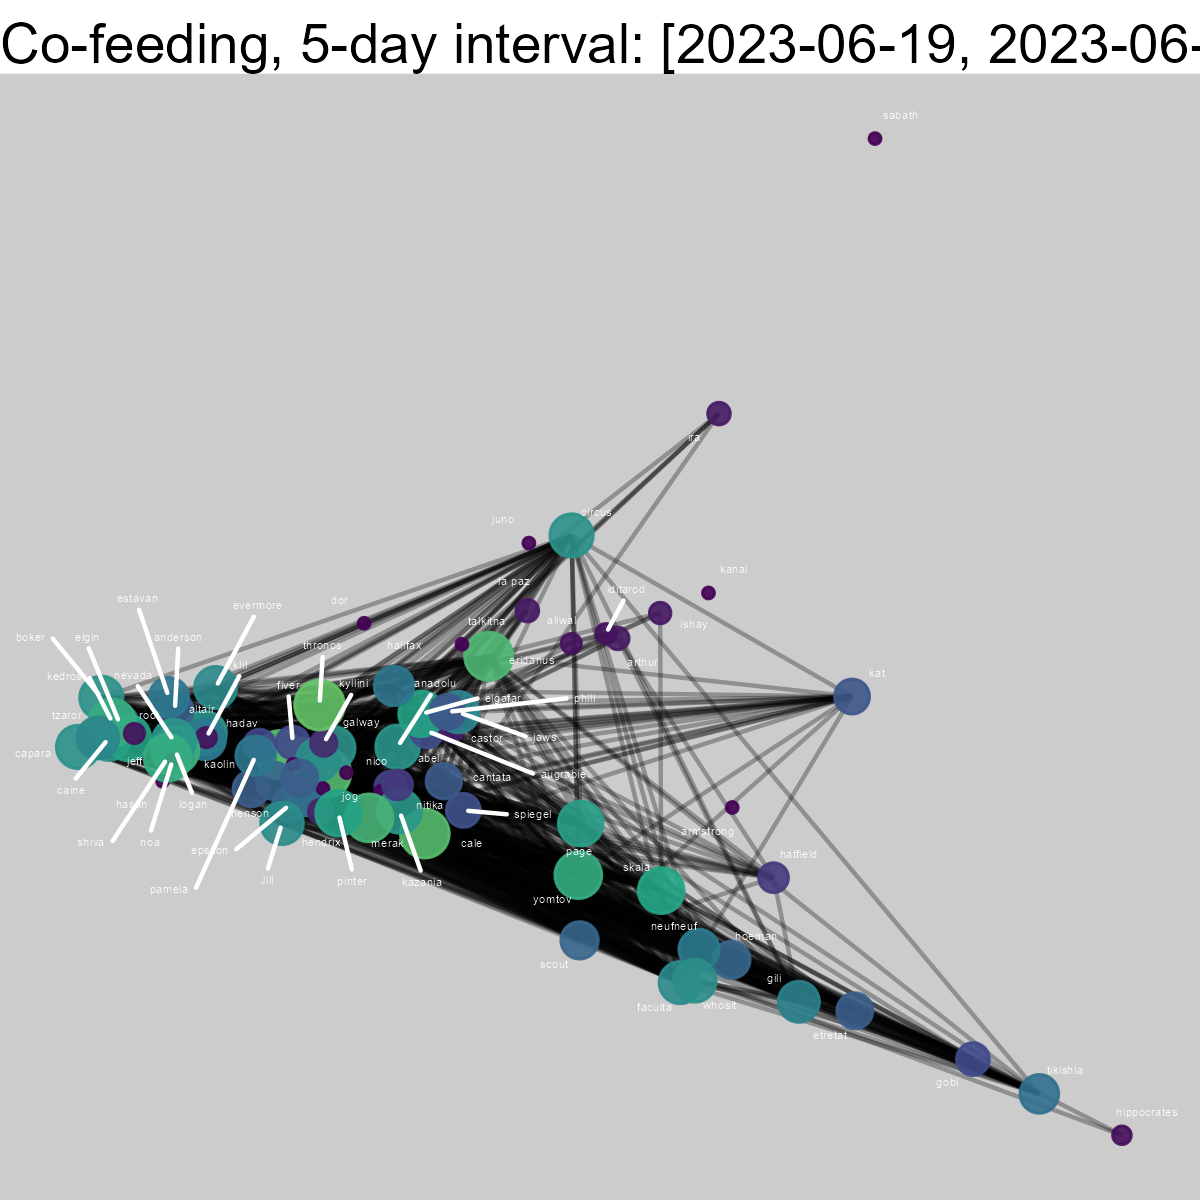 Co-feeding, 5-day interval: [2023-06-19, 2023-06-
sabath
ira
circus
juno
kanai
la paz
iditarod
estavan
evermore
dor
aliwal
ishay
talkitna
boker
elgin
anderson
thronos
halifax
eridanus
arthur
kedros
nevada
kili
fiver
kyllini
anadolu
kat
elgafar
phili
tzaror
roo
altair
hadav
galway
castor
jaws
capara
jeff
kaolin
nico
abel
augrabie
cantata
caine
hasan
logan
henson
jog
nitika
spiegel
armstrong
shiva
noa
epson
hendrix
merak
cale
page
hatfield
pamela
Jill
pinter
kazania
skala
yomtov
neufneuf
hoeman
scout
gili
faculta
whosit
etretat
tikishla
gobi
hippocrates